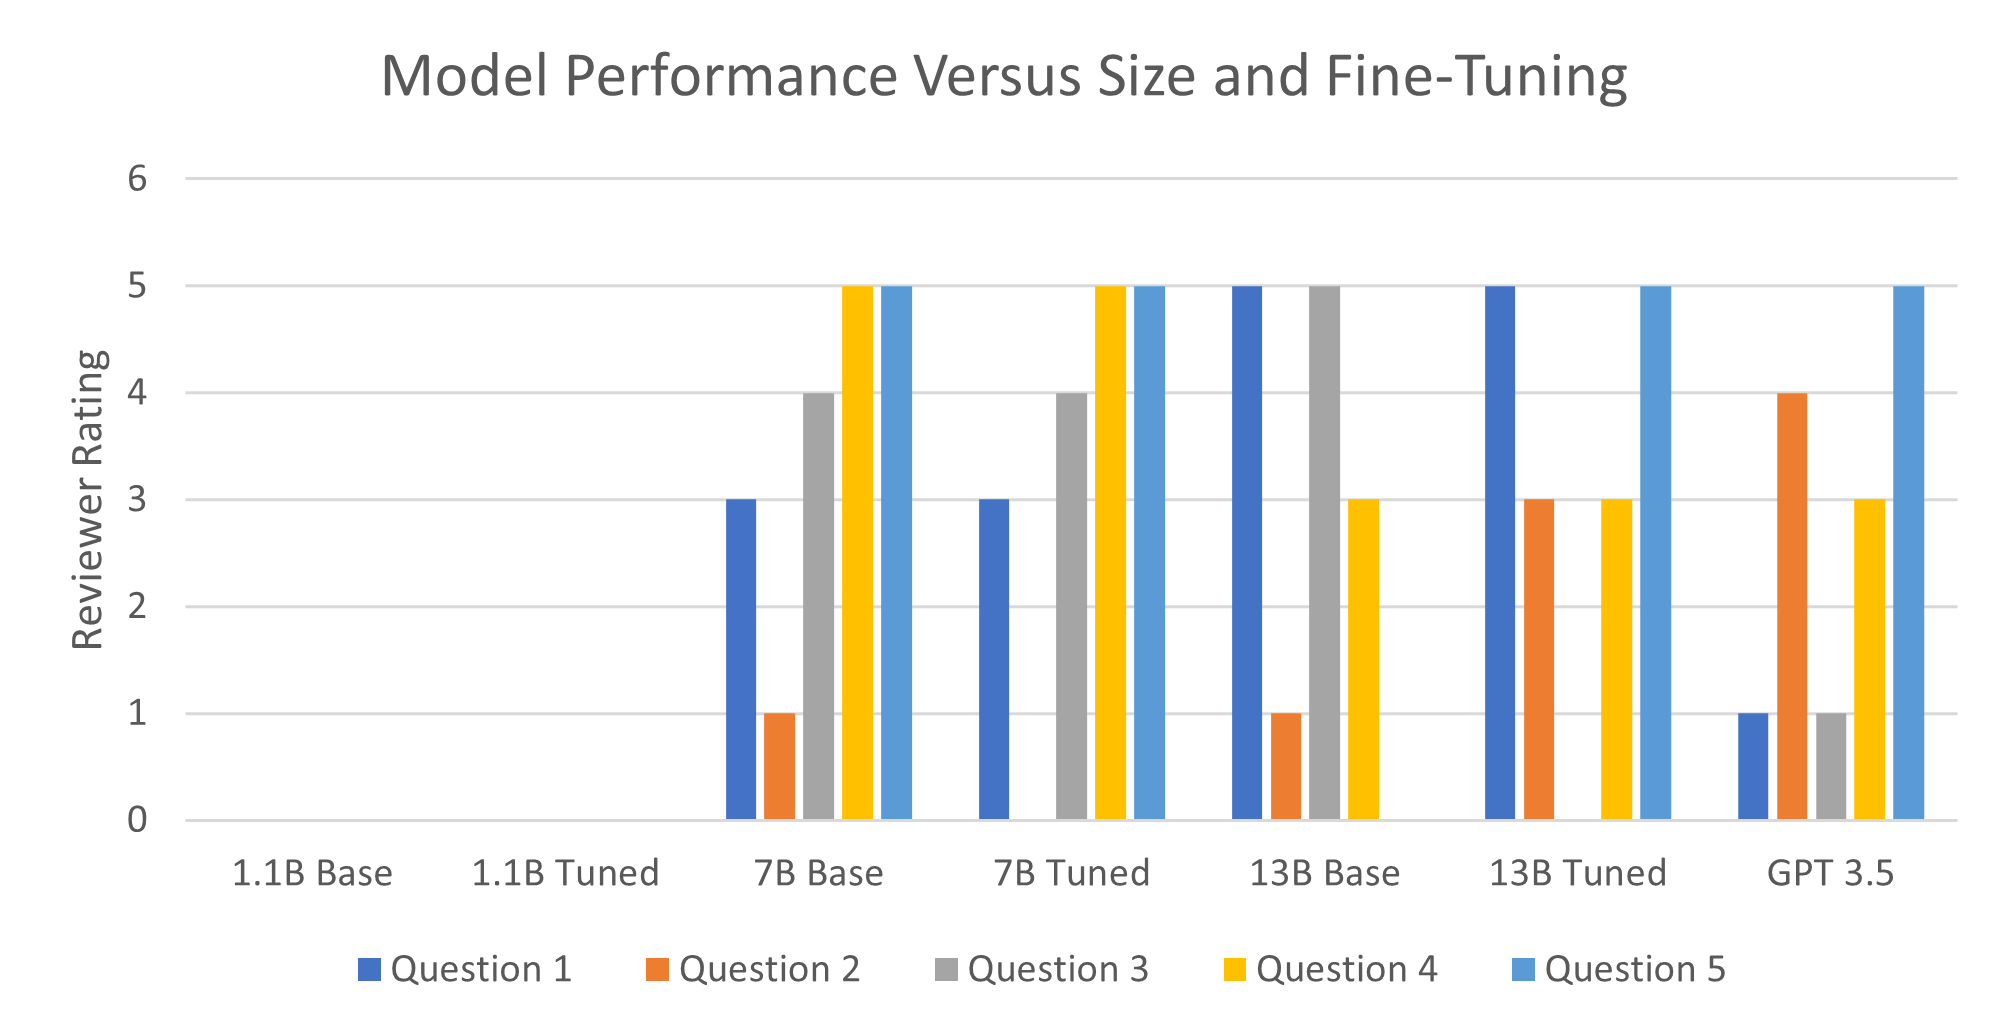 Model Performance Versus Size and Fine-Tuning
6
5
4
3
2
1
0
Reviewer Rating
1.1B Base 1.1B Tuned 7B Base 7B Tuned 13B Base 13B Tuned GPT 3.5
Question 1 Question 2 Question 3 Question 4 Question 5